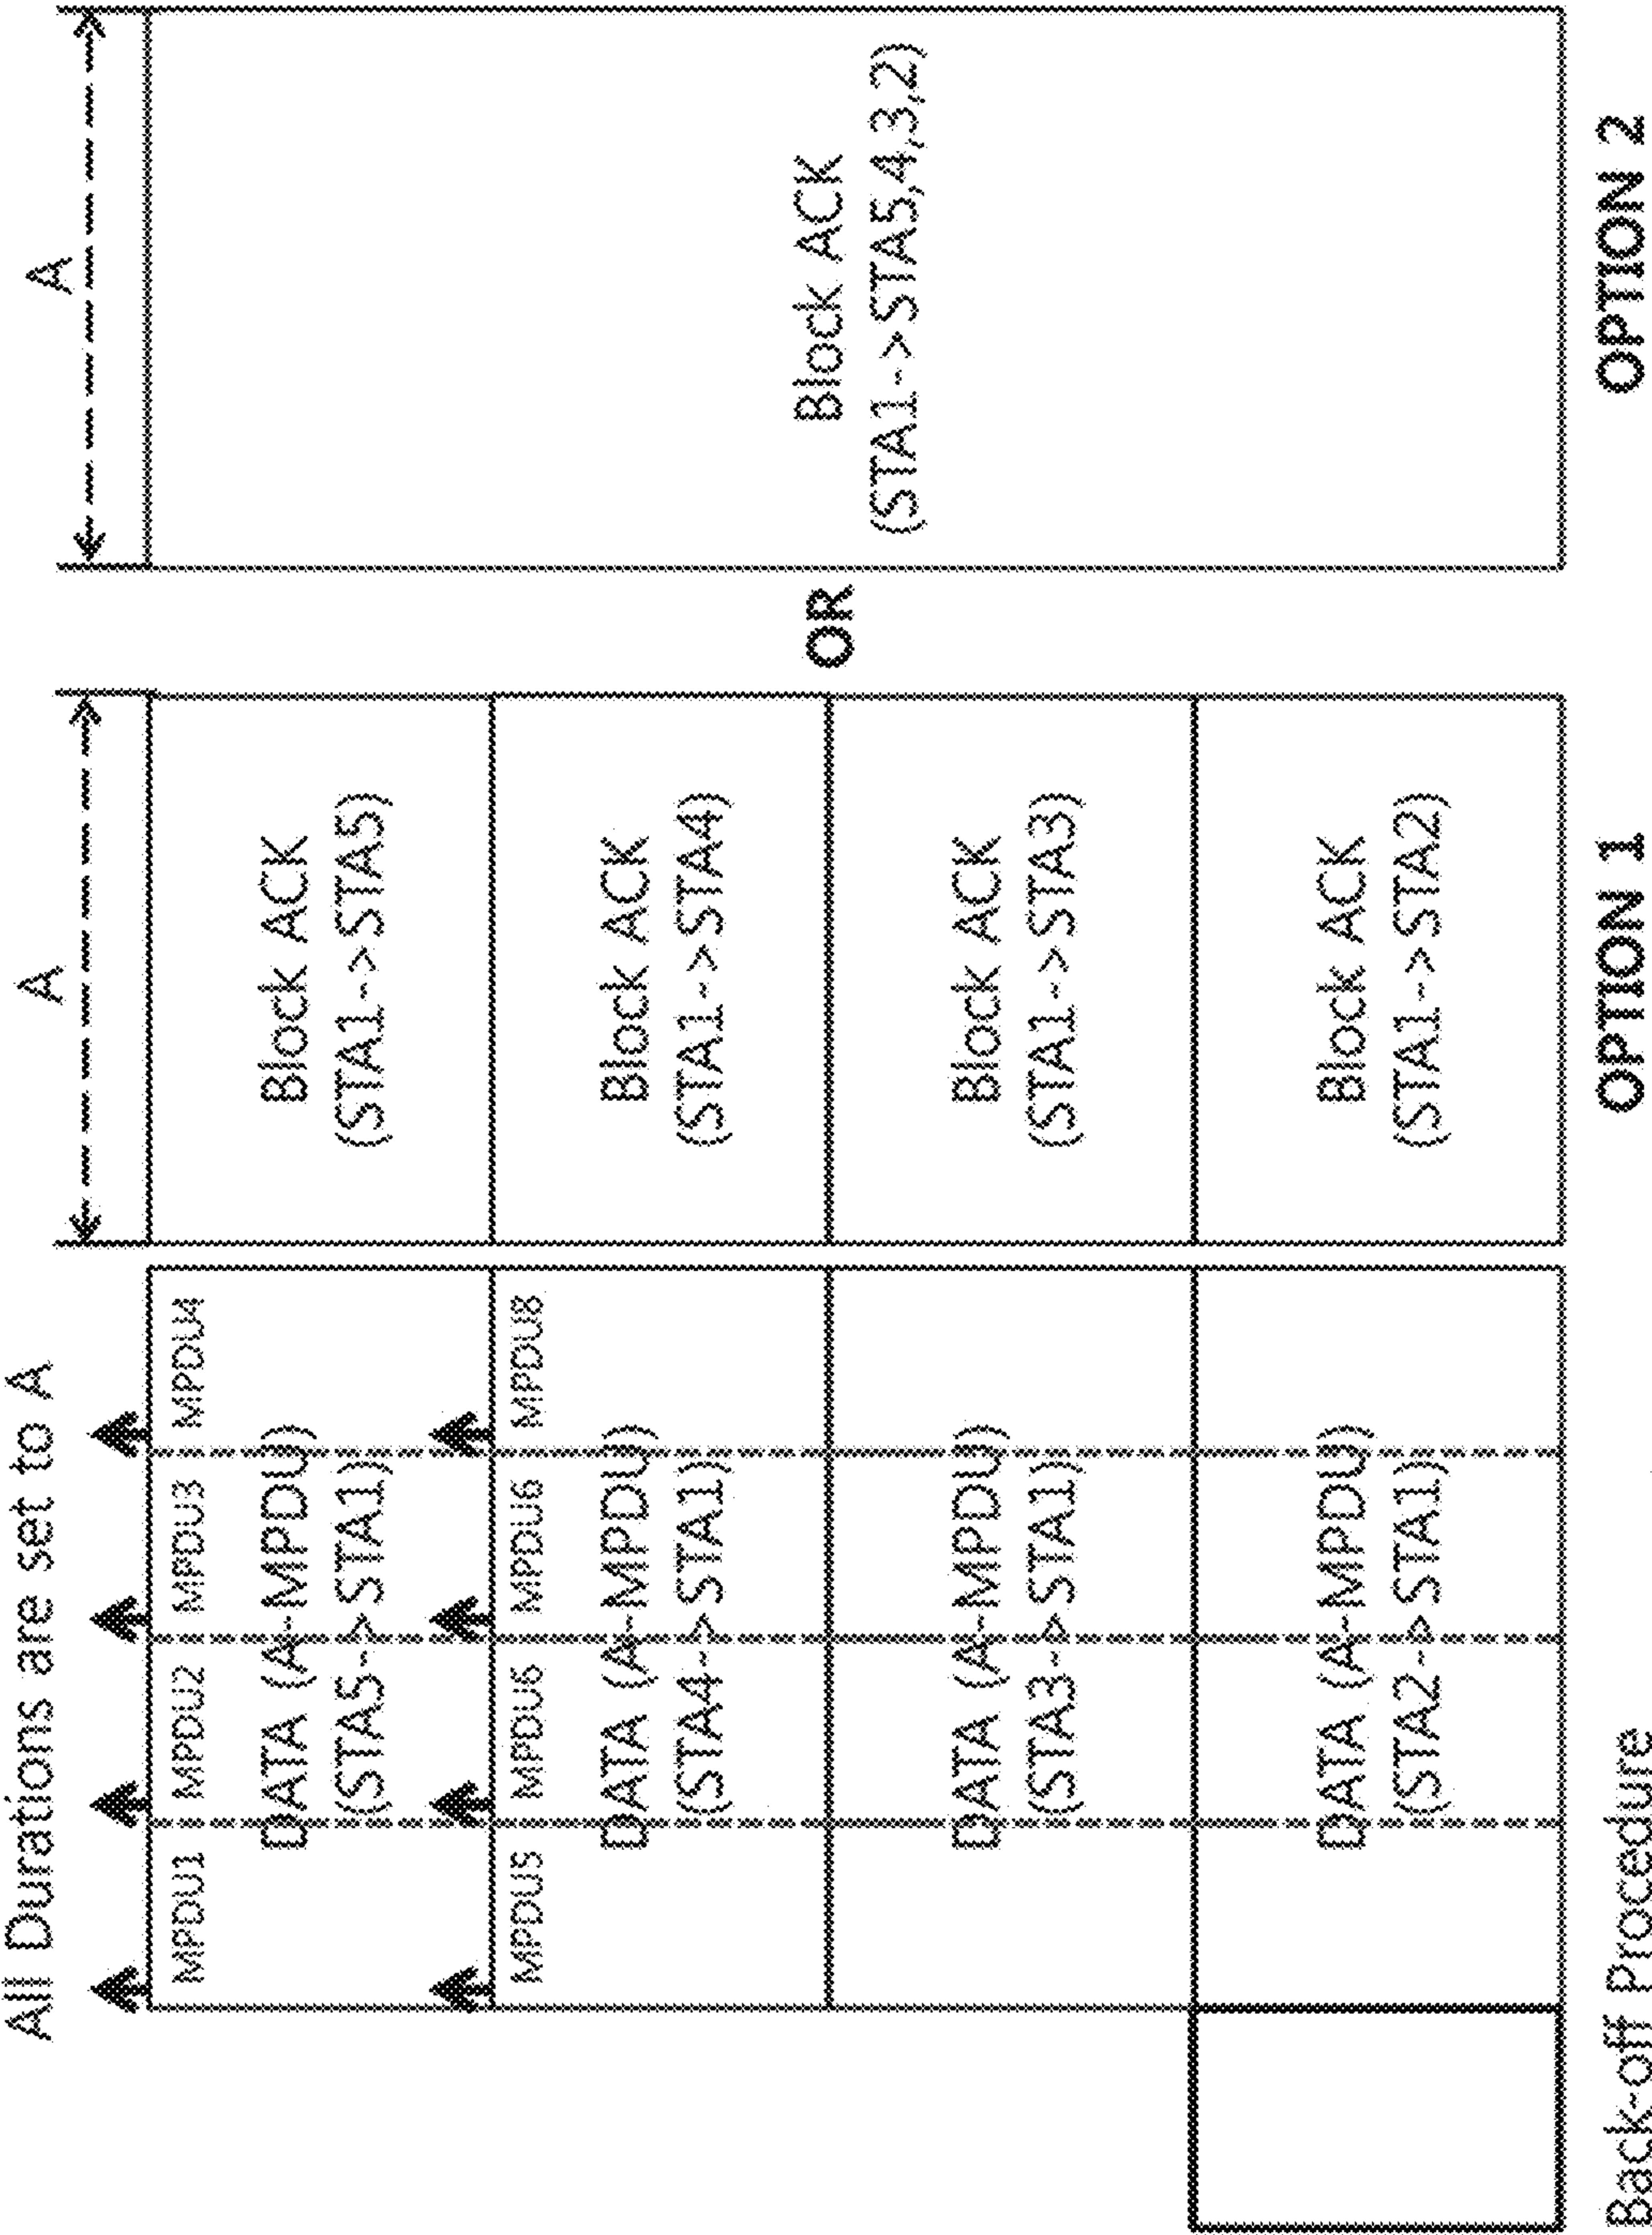 All Durations are set to A
A
A
MPDU1
MPDU2
MPDU3
MPDU4
DATA (A-MPDU)
(STA5->STA1)
Block ACK
(STA1->STA5)
MPDU5
MPDU6
MPDU6
MPDU8
DATA (A-MPDU)
(STA4->STA1)
Block ACK
(STA1->STA4)
OR
Block ACK
(STA1->STA5,4,3,2)
DATA (A-MPDU)
(STA3->STA1)
Block ACK
(STA1->STA3)
DATA (A-MPDU)
(STA2->STA1)
Block ACK
(STA1->STA2)
Back-off Procedure
OPTION 1
OPTION 2